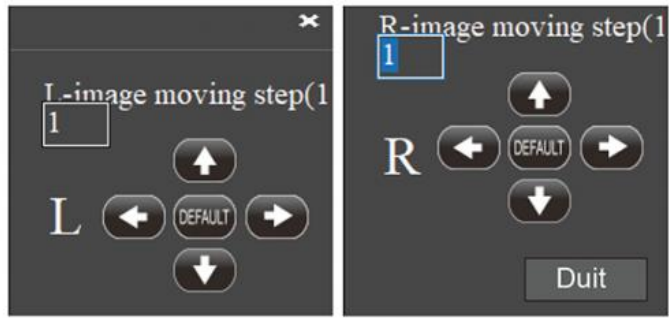 L-image moving step(1
1
L
DEFAULT
R-image moving step(1
1
R
DEFAULT
Duit